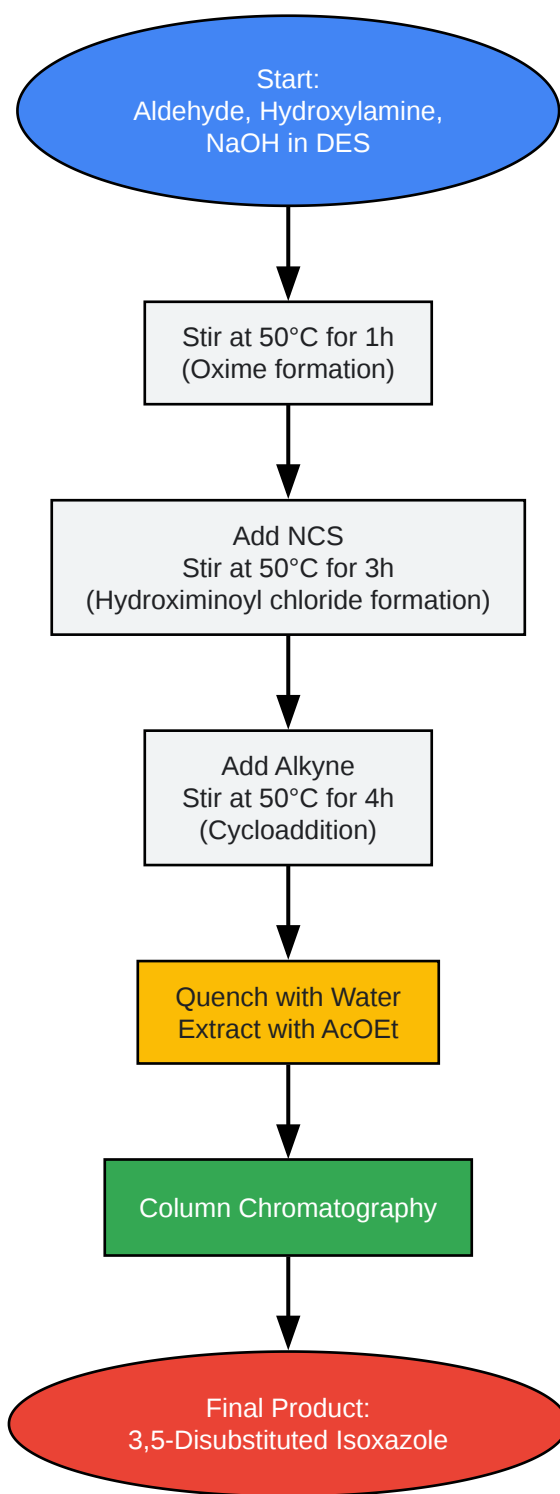 Start:
Aldehyde, Hydroxylamine,
NaOH in DES
Stir at 50°C for 1h
(Oxime formation)
Add NCS
Stir at 50°C for 3h
(Hydroximinoyl chloride formation)
Add Alkyne
Stir at 50°C for 4h
(Cycloaddition)
Quench with Water
Extract with AcOEt
Column Chromatography
Final Product:
3,5-Disubstituted Isoxazole